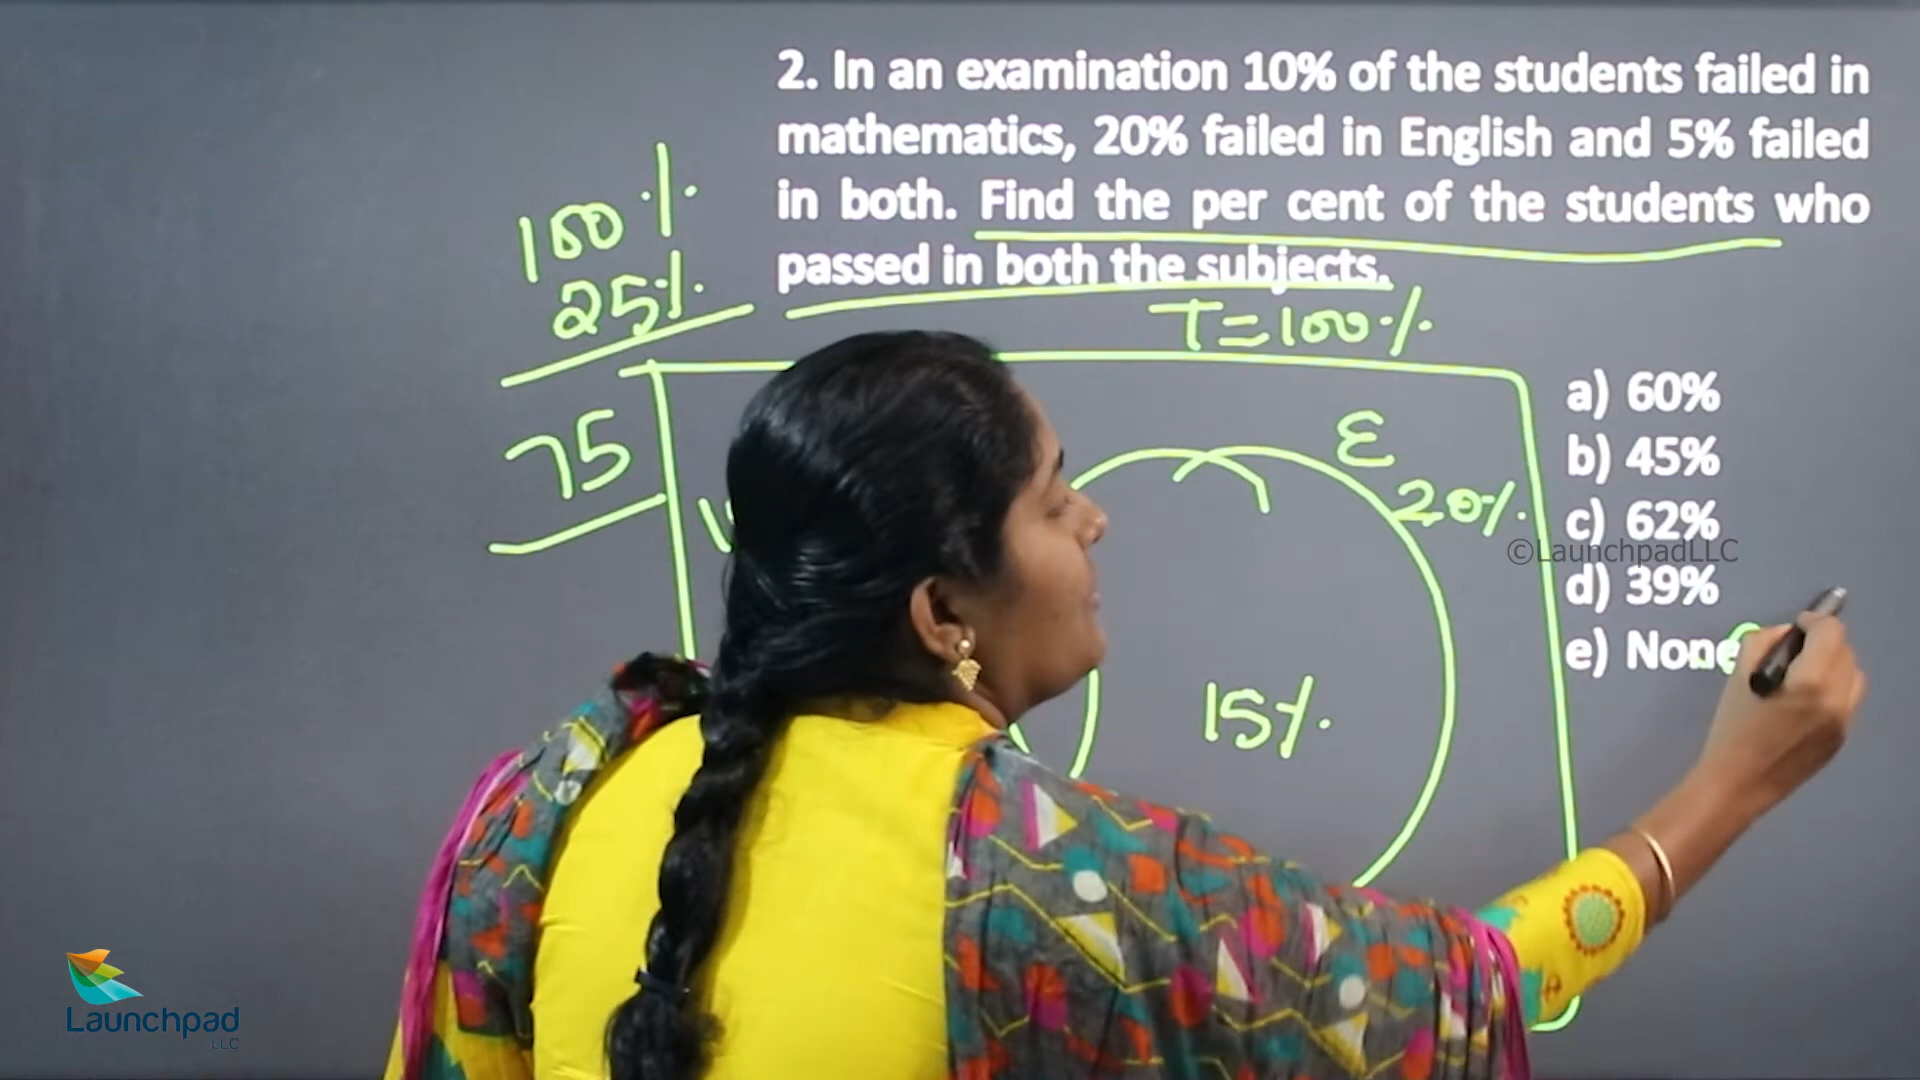 2. In an examination 10% of the students failed in
mathematics, 20% failed in English and 5% failed
in both. Find the per cent of the students who
passed in both the subjects.
100%
25%
75
T=100%
E
20%
15%
a) 60%
b) 45%
c) 62%
©LaunchpadLLC
d) 39%
e) None
Launchpad
LLC